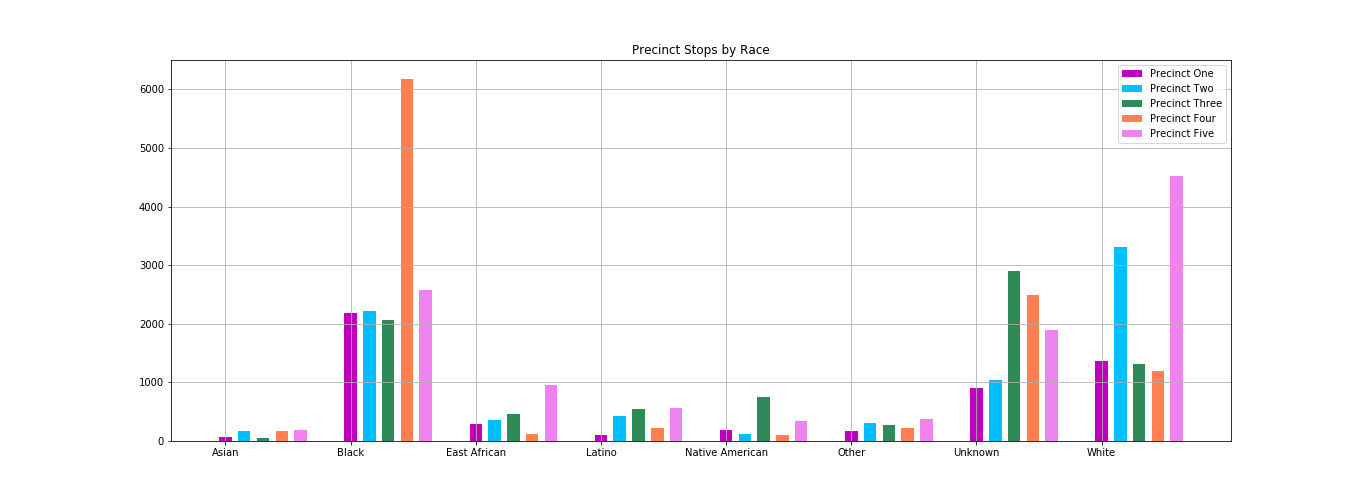 Precinct Stops by Race
Precinct One
Precinct Two
Precinct Three
Precinct Four
Precinct Five
6000
5000
4000
3000
2000
1000
0
Asian Black East African Latino Native American Other Unknown White